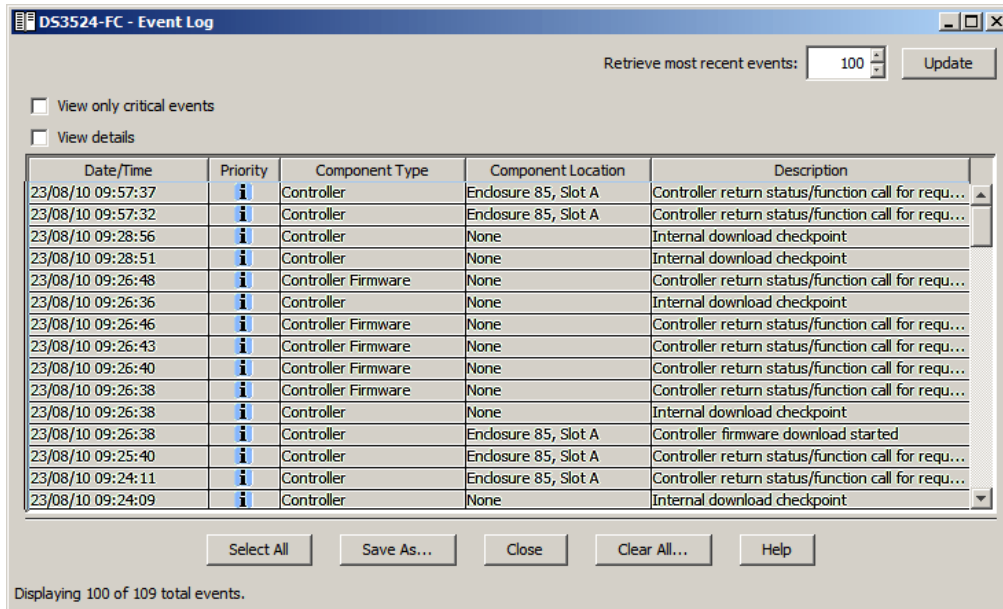 DS3524-FC - Event Log
Retrieve most recent events: 100 Update
View only critical events
View details
Date/Time Priority Component Type Component Location Description
23/08/10 09:57:37 i Controller Enclosure 85, Slot A Controller return status/function call for requ...
23/08/10 09:57:32 i Controller Enclosure 85, Slot A Controller return status/function call for requ...
23/08/10 09:28:56 i Controller None Internal download checkpoint
23/08/10 09:28:51 i Controller None Internal download checkpoint
23/08/10 09:26:48 i Controller Firmware None Controller return status/function call for requ...
23/08/10 09:26:36 i Controller None Internal download checkpoint
23/08/10 09:26:46 i Controller Firmware None Controller return status/function call for requ...
23/08/10 09:26:43 i Controller Firmware None Controller return status/function call for requ...
23/08/10 09:26:40 i Controller Firmware None Controller return status/function call for requ...
23/08/10 09:26:38 i Controller Firmware None Controller return status/function call for requ...
23/08/10 09:26:38 i Controller None Internal download checkpoint
23/08/10 09:26:38 i Controller Enclosure 85, Slot A Controller firmware download started
23/08/10 09:25:40 i Controller Enclosure 85, Slot A Controller return status/function call for requ...
23/08/10 09:24:11 i Controller Enclosure 85, Slot A Controller return status/function call for requ...
23/08/10 09:24:09 i Controller None Internal download checkpoint
Select All Save As... Close Clear All... Help
Displaying 100 of 109 total events.